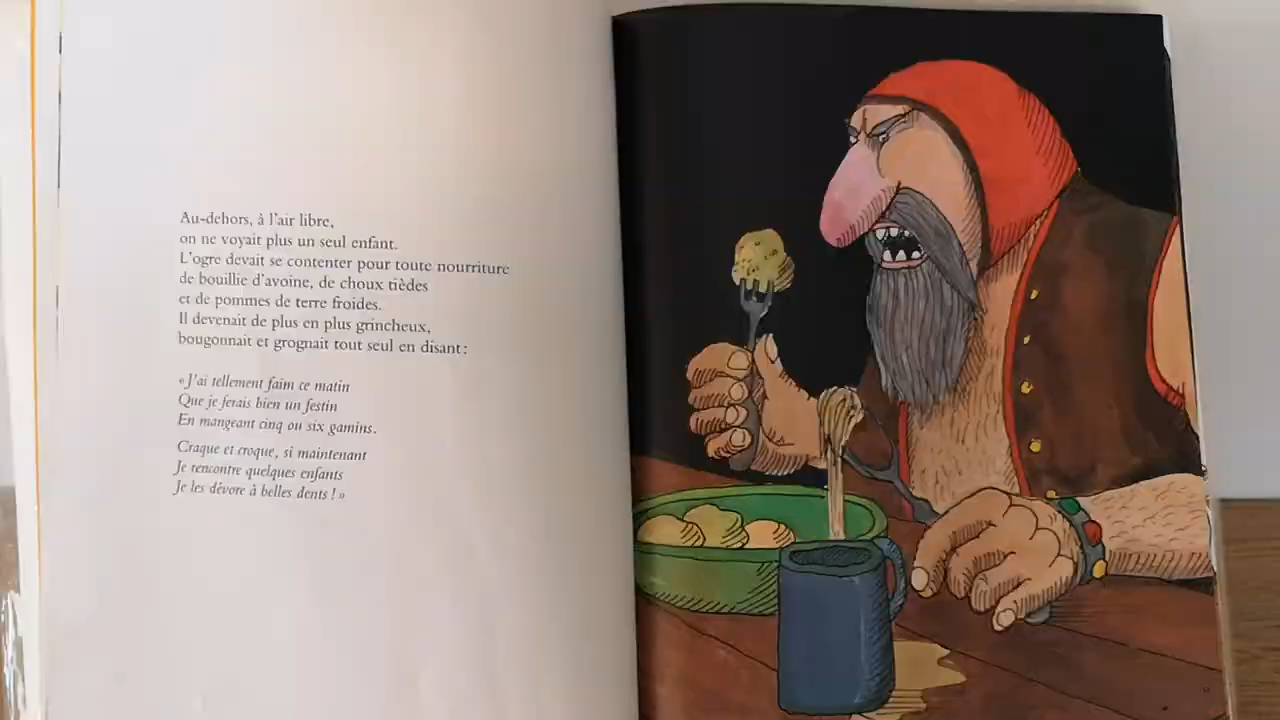 Au-dehors, à l'air libre,
on ne voyait plus un seul enfant.
L'ogre devait se contenter pour toute nourriture
de bouillie d'avoine, de choux tièdes
et de pommes de terre froides.
Il devenait de plus en plus grincheux,
bougonnait et grognait tout seul en disant :
« J'ai tellement faim ce matin
Que je ferais bien un festin
En mangeant cinq ou six gamins.
Craque et croque, si maintenant
Je rencontre quelques enfants
Je les dévore à belles dents ! »